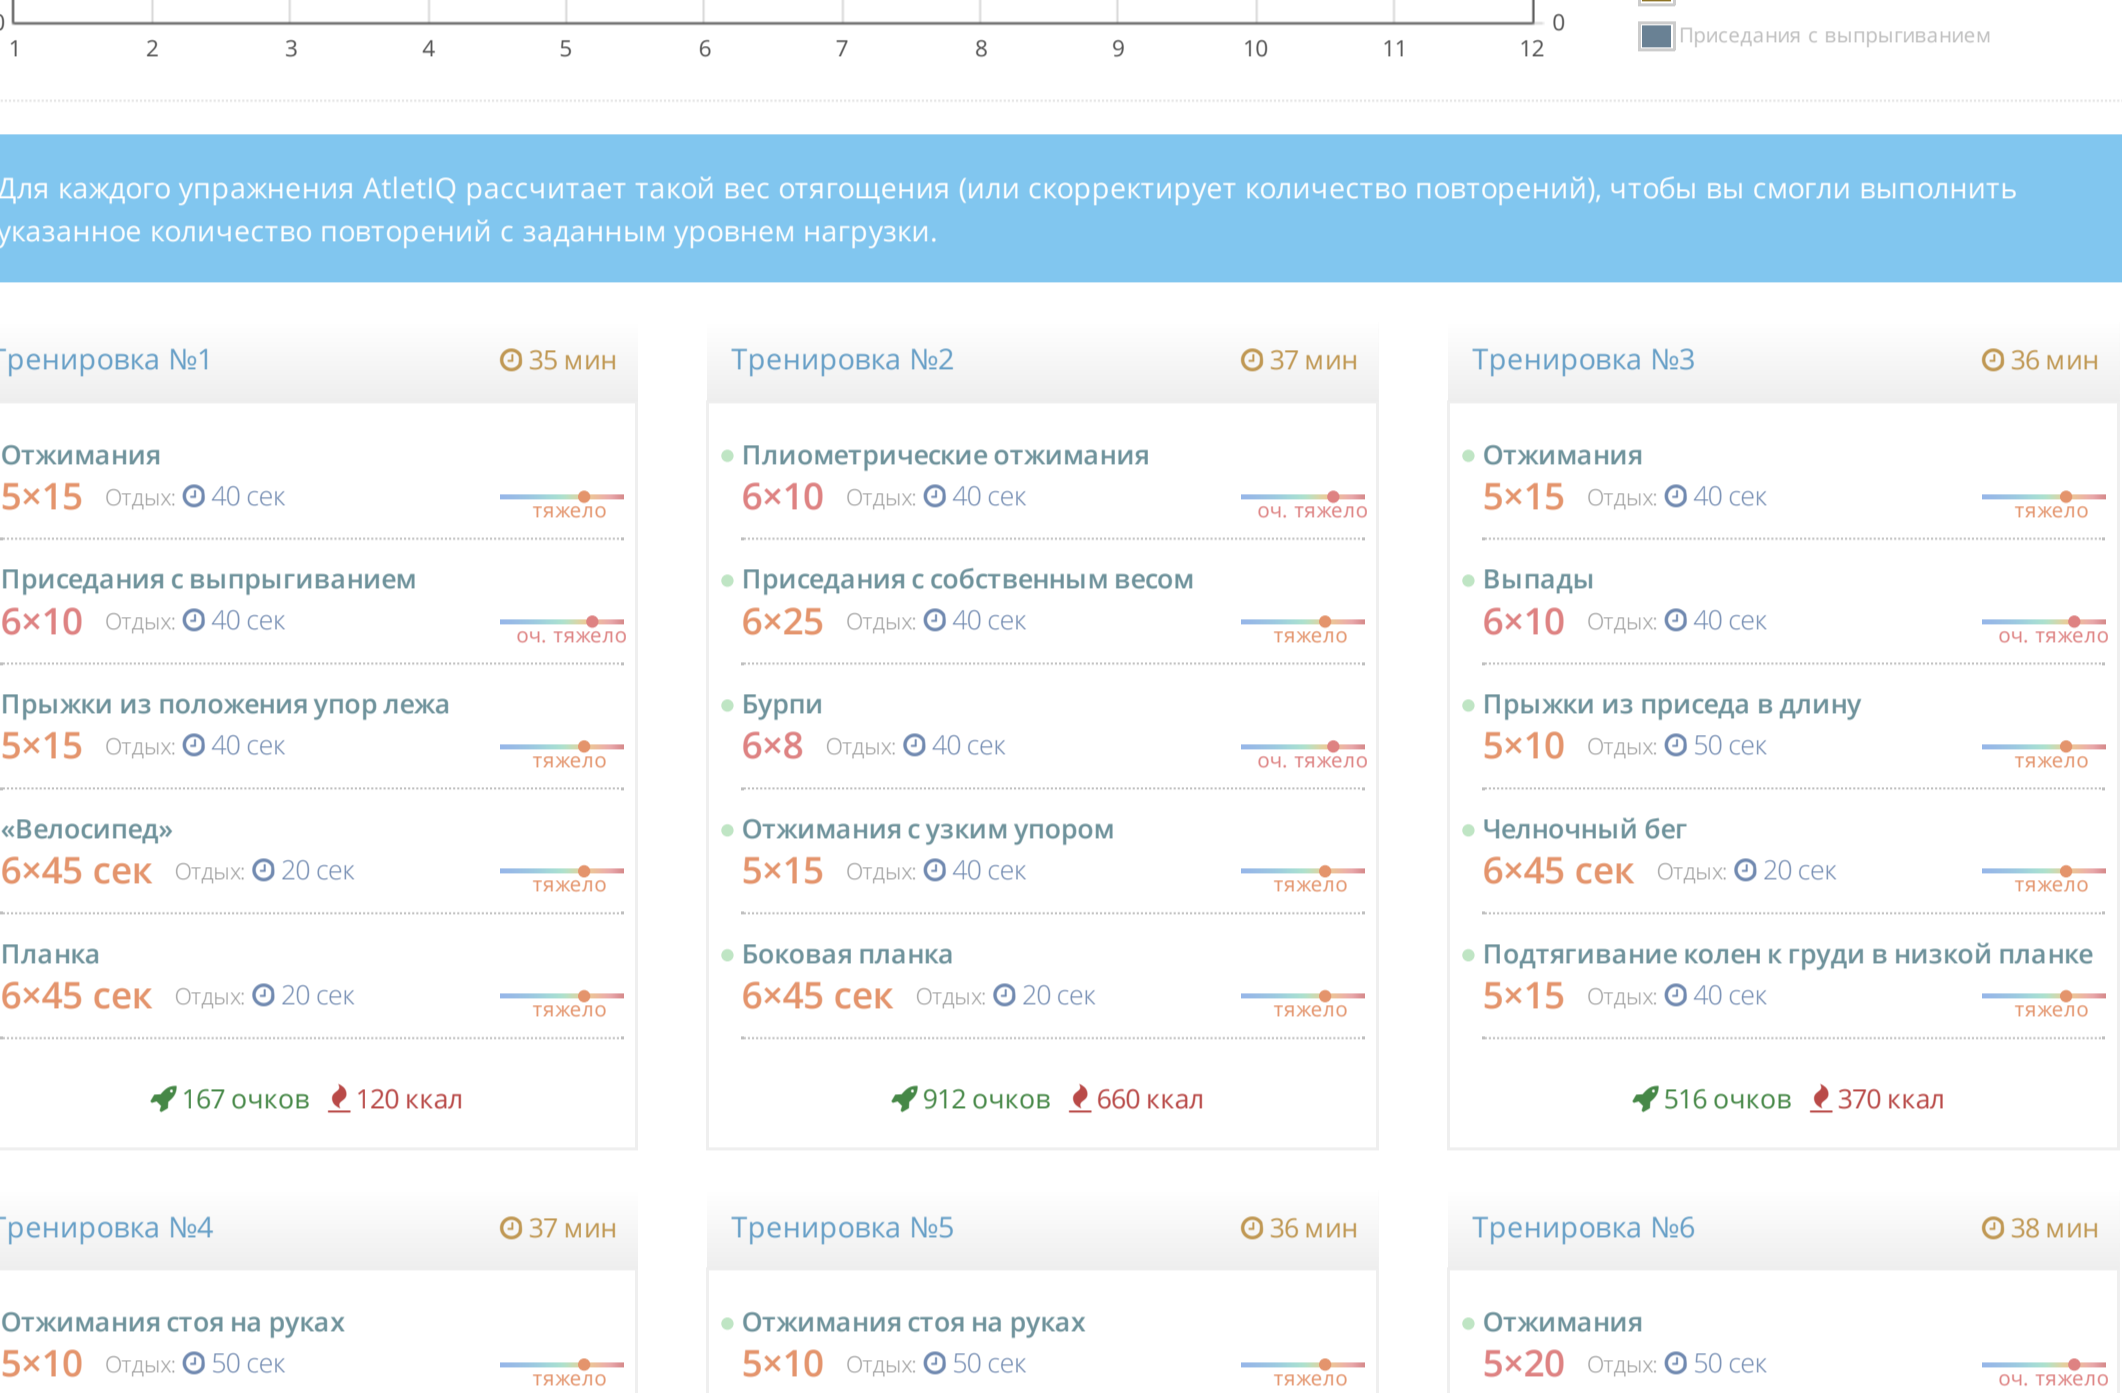 0
0
1 2 3 4 5 6 7 8 9 10 11 12
Приседания с выпрыгиванием
Для каждого упражнения AtletIQ рассчитает такой вес отягощения (или скорректирует количество повторений), чтобы вы смогли выполнить
указанное количество повторений с заданным уровнем нагрузки.
Тренировка №1 35 мин
Отжимания
5×15 Отдых: 40 сек
тяжело
Приседания с выпрыгиванием
6×10 Отдых: 40 сек
оч. тяжело
Прыжки из положения упор лежа
5×15 Отдых: 40 сек
тяжело
«Велосипед»
6×45 сек Отдых: 20 сек
тяжело
Планка
6×45 сек Отдых: 20 сек
тяжело
167 очков 120 ккал
Тренировка №2 37 мин
Плиометрические отжимания
6×10 Отдых: 40 сек
оч. тяжело
Приседания с собственным весом
6×25 Отдых: 40 сек
тяжело
Бурпи
6×8 Отдых: 40 сек
оч. тяжело
Отжимания с узким упором
5×15 Отдых: 40 сек
тяжело
Боковая планка
6×45 сек Отдых: 20 сек
тяжело
912 очков 660 ккал
Тренировка №3 36 мин
Отжимания
5×15 Отдых: 40 сек
тяжело
Выпады
6×10 Отдых: 40 сек
оч. тяжело
Прыжки из приседа в длину
5×10 Отдых: 50 сек
тяжело
Челночный бег
6×45 сек Отдых: 20 сек
тяжело
Подтягивание колен к груди в низкой планке
5×15 Отдых: 40 сек
тяжело
516 очков 370 ккал
Тренировка №4 37 мин
Отжимания стоя на руках
5×10 Отдых: 50 сек
тяжело
Тренировка №5 36 мин
Отжимания стоя на руках
5×10 Отдых: 50 сек
тяжело
Тренировка №6 38 мин
Отжимания
5×20 Отдых: 50 сек
оч. тяжело